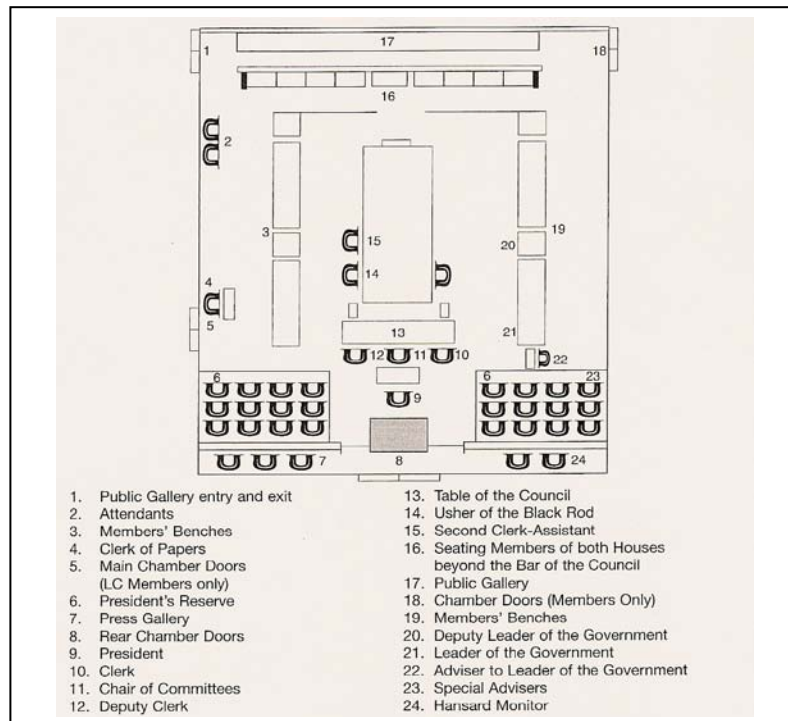 17
1
18
16
2
3
15
20
19
14
4
5
13
21
12
11
10
22
6
6
23
9
7
8
24
1. Public Gallery entry and exit
2. Attendants
3. Members' Benches
4. Clerk of Papers
5. Main Chamber Doors
(LC Members only)
6. President's Reserve
7. Press Gallery
8. Rear Chamber Doors
9. President
10. Clerk
11. Chair of Committees
12. Deputy Clerk
13. Table of the Council
14. Usher of the Black Rod
15. Second Clerk-Assistant
16. Seating Members of both Houses
beyond the Bar of the Council
17. Public Gallery
18. Chamber Doors (Members Only)
19. Members' Benches
20. Deputy Leader of the Government
21. Leader of the Government
22. Adviser to Leader of the Government
23. Special Advisers
24. Hansard Monitor